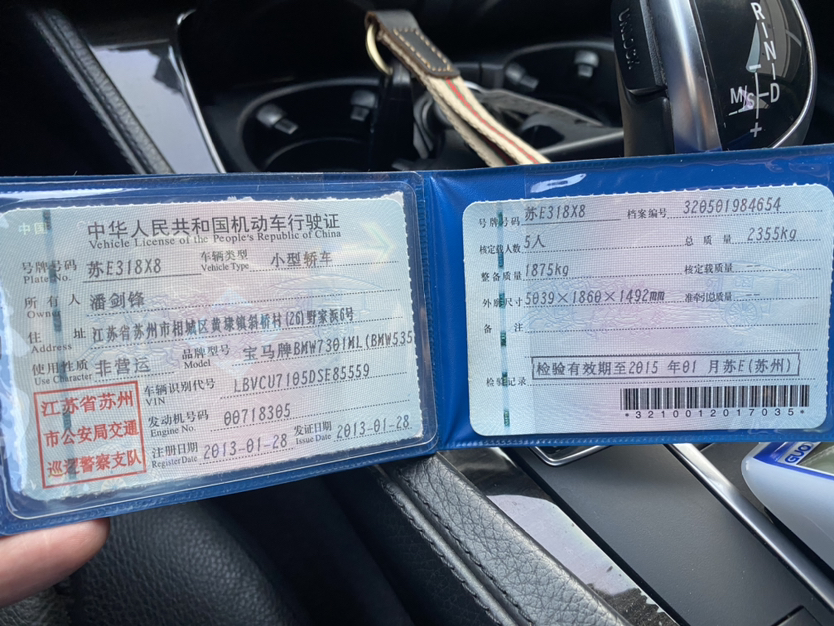 中国
中华人民共和国机动车行驶证
Vehicle License of the People's Republic of China
号牌号码 苏E318X8 车辆类型 小型轿车
Plate No. Vehicle Type
所有人 潘剑锋
Owner
住址 江苏省苏州市相城区黄埭镇斜桥村(26)野家浜6号
Address
使用性质 非营运 品牌型号 宝马牌BMW7301ML(BMW535
Use Character Model
江苏省苏州
市公安局交通
巡逻警察支队
车辆识别代号 LBVCU7105DSE85559
VIN
发动机号码 00718305
Engine No.
注册日期 2013-01-28 发证日期 2013-01-28
Register Date Issue Date
号牌号码 苏E318X8 档案编号 320501984654
核定载人数 5人 总质量 2355kg
整备质量 1875kg 核定载质量 --
外廓尺寸 5039×1860×1492mm 准牵引总质量 --
备注
检验记录 检验有效期至2015年01月苏E(苏州)
*3210012017035*
UNLOCK
R
N
D
M/S
+